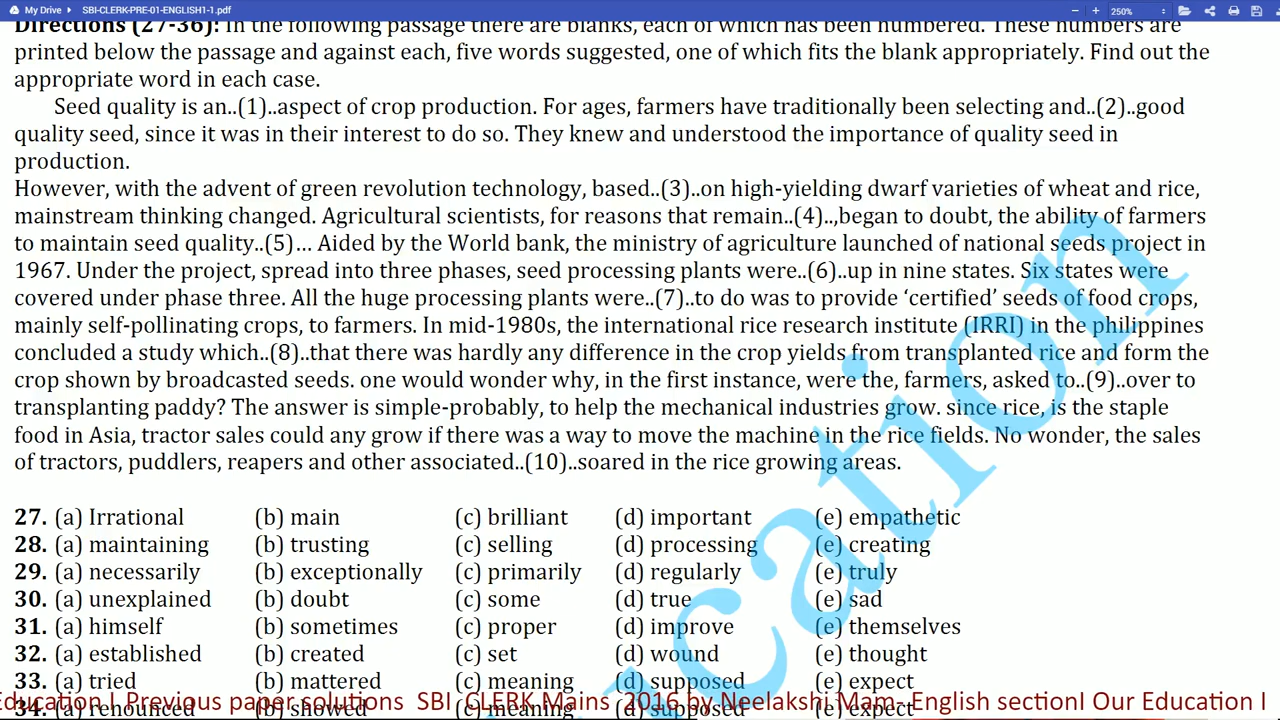 My Drive ▸ SBI-CLERK-PRE-01-ENGLISH1-1.pdf 250%
Directions (27-36): In the following passage there are blanks, each of which has been numbered. These numbers are
printed below the passage and against each, five words suggested, one of which fits the blank appropriately. Find out the
appropriate word in each case.
Seed quality is an..(1)..aspect of crop production. For ages, farmers have traditionally been selecting and..(2)..good
quality seed, since it was in their interest to do so. They knew and understood the importance of quality seed in
production.
However, with the advent of green revolution technology, based..(3)..on high-yielding dwarf varieties of wheat and rice,
mainstream thinking changed. Agricultural scientists, for reasons that remain..(4)..,began to doubt, the ability of farmers
to maintain seed quality..(5)... Aided by the World bank, the ministry of agriculture launched of national seeds project in
1967. Under the project, spread into three phases, seed processing plants were..(6)..up in nine states. Six states were
covered under phase three. All the huge processing plants were..(7)..to do was to provide ‘certified’ seeds of food crops,
mainly self-pollinating crops, to farmers. In mid-1980s, the international rice research institute (IRRI) in the philippines
concluded a study which..(8)..that there was hardly any difference in the crop yields from transplanted rice and form the
crop shown by broadcasted seeds. one would wonder why, in the first instance, were the, farmers, asked to..(9)..over to
transplanting paddy? The answer is simple-probably, to help the mechanical industries grow. since rice, is the staple
food in Asia, tractor sales could any grow if there was a way to move the machine in the rice fields. No wonder, the sales
of tractors, puddlers, reapers and other associated..(10)..soared in the rice growing areas.
27. (a) Irrational (b) main (c) brilliant (d) important (e) empathetic
28. (a) maintaining (b) trusting (c) selling (d) processing (e) creating
29. (a) necessarily (b) exceptionally (c) primarily (d) regularly (e) truly
30. (a) unexplained (b) doubt (c) some (d) true (e) sad
31. (a) himself (b) sometimes (c) proper (d) improve (e) themselves
32. (a) established (b) created (c) set (d) wound (e) thought
33. (a) tried (b) mattered (c) meaning (d) supposed (e) expect
Education I Previous paper solutions SBI CLERK Mains 2016 by Neelakshi Mam- English sectionI Our Education I
34. (a) renounced (b) showed (c) meaning (d) supposed (e) expect
ucation